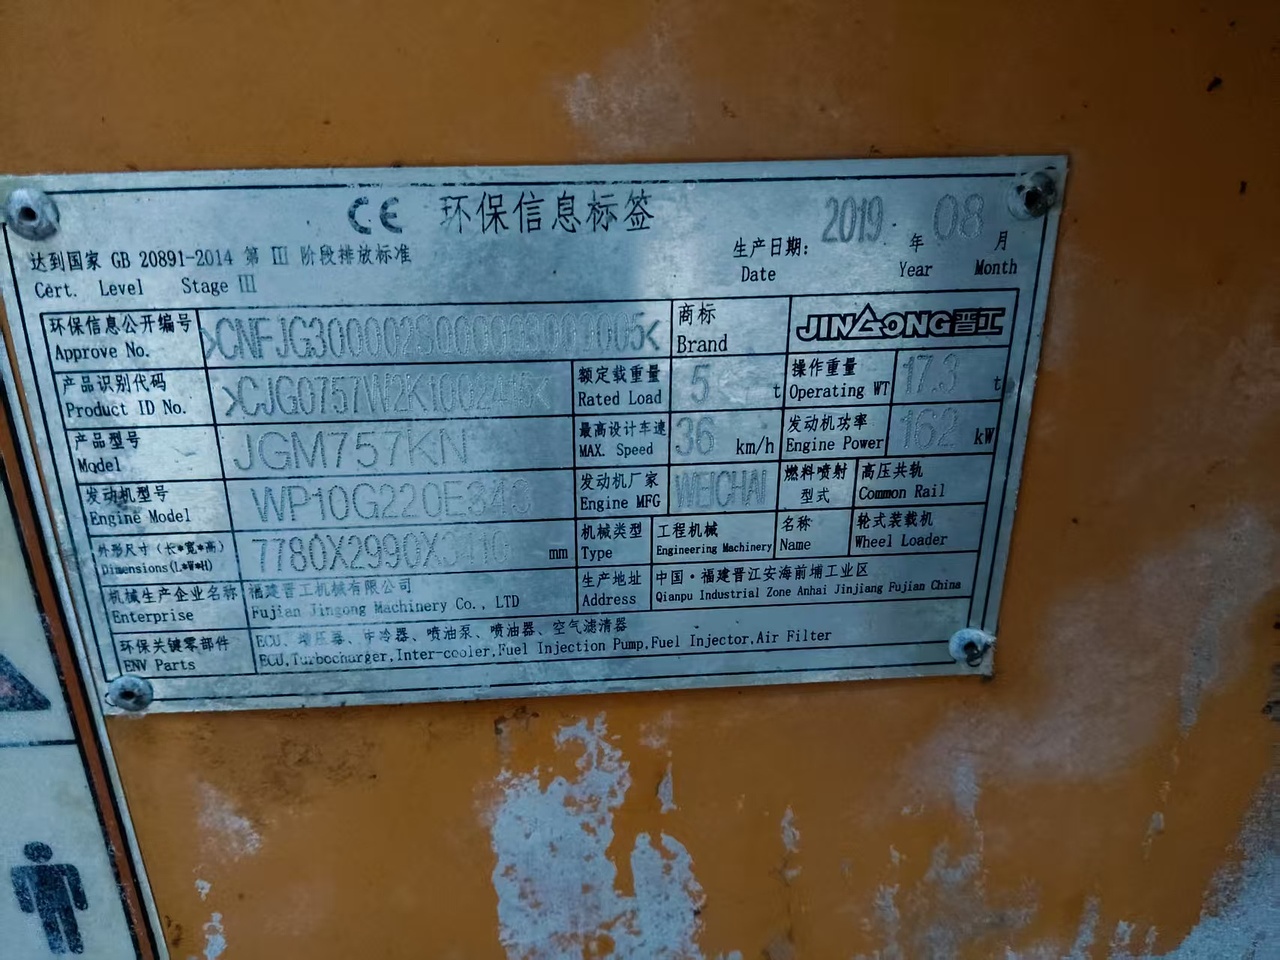 CE 环保信息标签
达到国家 GB 20891-2014 第 III 阶段排放标准
Cert. Level Stage III
生产日期: 2019 年 08 月
Date Year Month
环保信息公开编号
Approve No.
商标
Brand
JINGONG晋工
产品识别代码
Product ID No.
额定载重量
Rated Load
5 t
操作重量
Operating WT
17.3 t
产品型号
Model
JGM757KN
最高设计车速
MAX. Speed
36 km/h
发动机功率
Engine Power
162 kW
发动机型号
Engine Model
发动机厂家
Engine MFG
WEICHAI
燃料喷射
型式
高压共轨
Common Rail
外形尺寸(长*宽*高)
Dimensions(L*W*H)
mm
机械类型
Type
工程机械
Engineering Machinery
名称
Name
轮式装载机
Wheel Loader
机械生产企业名称
Enterprise
福建晋工机械有限公司
Fujian Jingong Machinery Co., LTD
生产地址
Address
中国·福建晋江安海前埔工业区
Qianpu Industrial Zone Anhai Jinjiang Fujian China
环保关键零部件
ENV Parts
ECU、增压器、中冷器、喷油泵、喷油器、空气滤清器
ECU,Turbocharger,Inter-cooler,Fuel Injection Pump,Fuel Injector,Air Filter